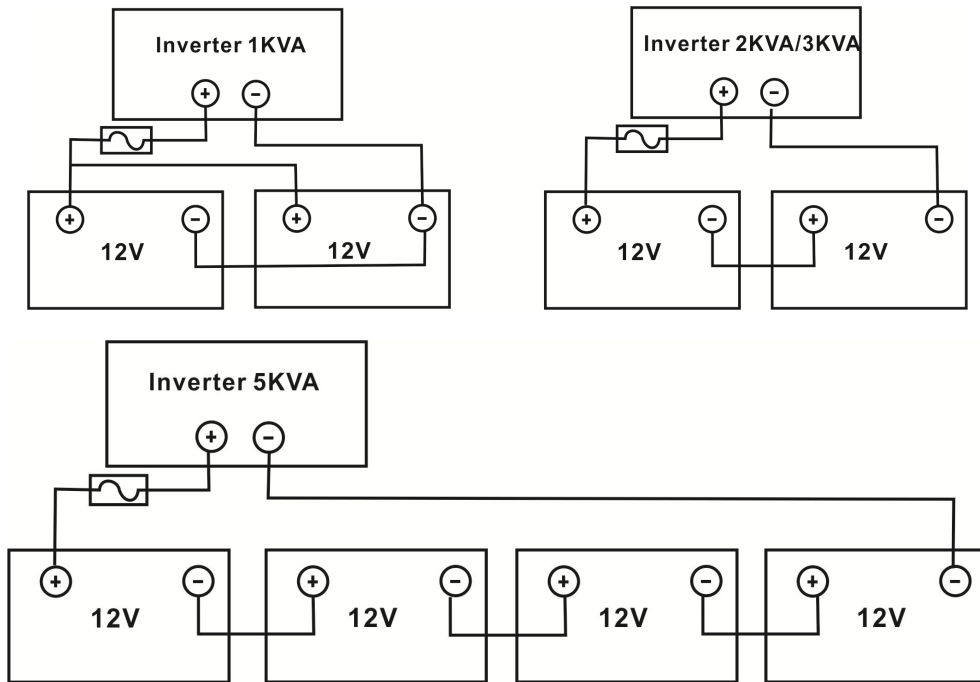 Inverter 1KVA
+ -
+ - + -
12V 12V
Inverter 2KVA/3KVA
+ -
+ - + -
12V 12V
Inverter 5KVA
+ -
+ - + - + - + -
12V 12V 12V 12V